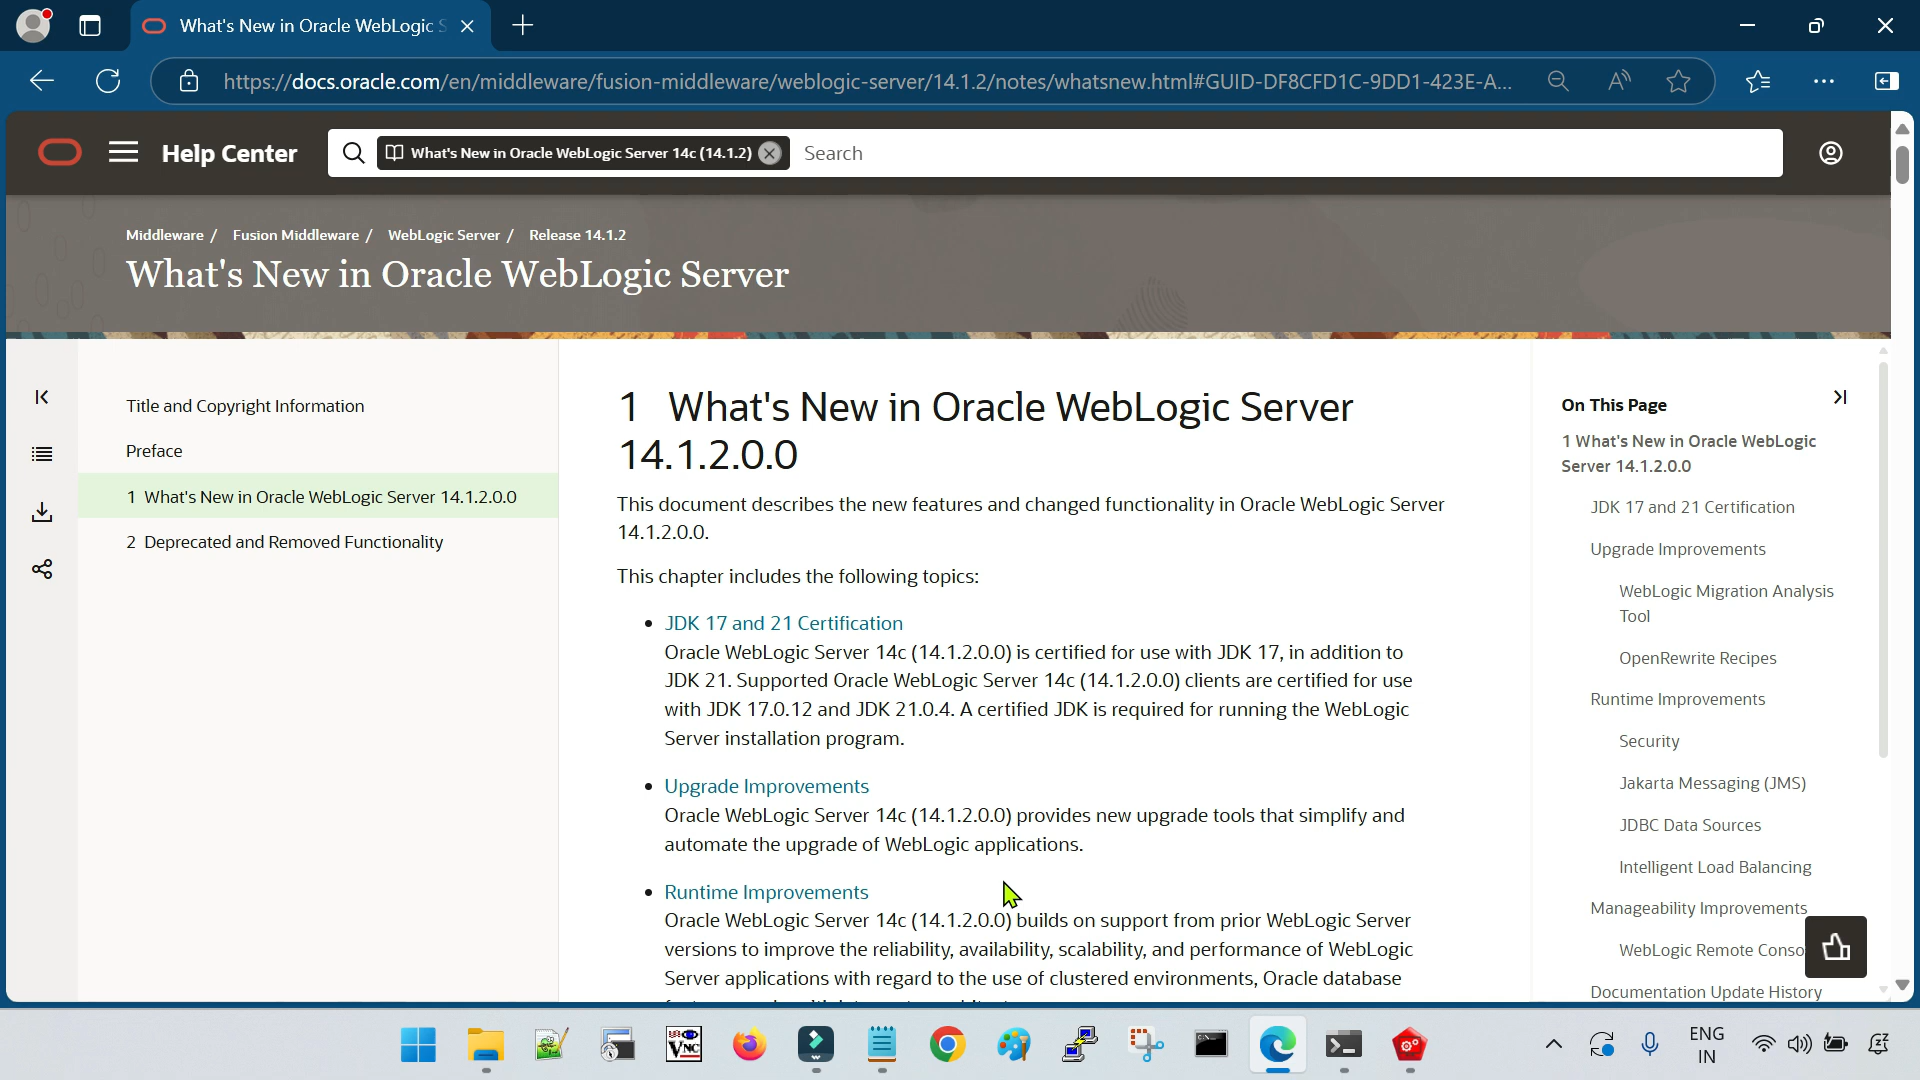 What's New in Oracle WebLogic S
https://docs.oracle.com/en/middleware/fusion-middleware/weblogic-server/14.1.2/notes/whatsnew.html#GUID-DF8CFD1C-9DD1-423E-A...
Help Center
What's New in Oracle WebLogic Server 14c (14.1.2)
Search
Middleware / Fusion Middleware / WebLogic Server / Release 14.1.2
What's New in Oracle WebLogic Server
Title and Copyright Information
Preface
1 What's New in Oracle WebLogic Server 14.1.2.0.0
2 Deprecated and Removed Functionality
1 What's New in Oracle WebLogic Server
14.1.2.0.0
This document describes the new features and changed functionality in Oracle WebLogic Server
14.1.2.0.0.
This chapter includes the following topics:
• JDK 17 and 21 Certification
Oracle WebLogic Server 14c (14.1.2.0.0) is certified for use with JDK 17, in addition to
JDK 21. Supported Oracle WebLogic Server 14c (14.1.2.0.0) clients are certified for use
with JDK 17.0.12 and JDK 21.0.4. A certified JDK is required for running the WebLogic
Server installation program.
• Upgrade Improvements
Oracle WebLogic Server 14c (14.1.2.0.0) provides new upgrade tools that simplify and
automate the upgrade of WebLogic applications.
• Runtime Improvements
Oracle WebLogic Server 14c (14.1.2.0.0) builds on support from prior WebLogic Server
versions to improve the reliability, availability, scalability, and performance of WebLogic
Server applications with regard to the use of clustered environments, Oracle database
On This Page
1 What's New in Oracle WebLogic
Server 14.1.2.0.0
JDK 17 and 21 Certification
Upgrade Improvements
WebLogic Migration Analysis
Tool
OpenRewrite Recipes
Runtime Improvements
Security
Jakarta Messaging (JMS)
JDBC Data Sources
Intelligent Load Balancing
Manageability Improvements
WebLogic Remote Conso
Documentation Update History
VNC
ENG
IN